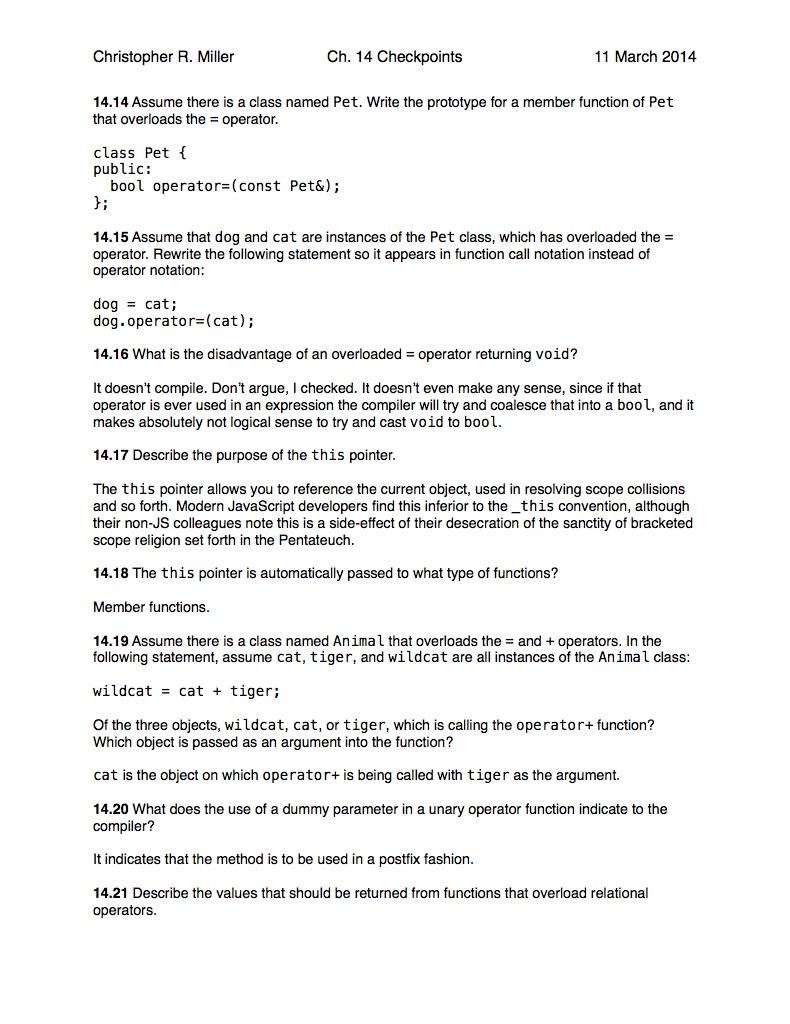 Christopher R. Miller Ch. 14 Checkpoints 11 March 2014
14.14 Assume there is a class named Pet. Write the prototype for a member function of Pet
that overloads the = operator.
class Pet {
public:
  bool operator=(const Pet&);
};
14.15 Assume that dog and cat are instances of the Pet class, which has overloaded the =
operator. Rewrite the following statement so it appears in function call notation instead of
operator notation:
dog = cat;
dog.operator=(cat);
14.16 What is the disadvantage of an overloaded = operator returning void?
It doesn't compile. Don't argue, I checked. It doesn't even make any sense, since if that
operator is ever used in an expression the compiler will try and coalesce that into a bool, and it
makes absolutely not logical sense to try and cast void to bool.
14.17 Describe the purpose of the this pointer.
The this pointer allows you to reference the current object, used in resolving scope collisions
and so forth. Modern JavaScript developers find this inferior to the _this convention, although
their non-JS colleagues note this is a side-effect of their desecration of the sanctity of bracketed
scope religion set forth in the Pentateuch.
14.18 The this pointer is automatically passed to what type of functions?
Member functions.
14.19 Assume there is a class named Animal that overloads the = and + operators. In the
following statement, assume cat, tiger, and wildcat are all instances of the Animal class:
wildcat = cat + tiger;
Of the three objects, wildcat, cat, or tiger, which is calling the operator+ function?
Which object is passed as an argument into the function?
cat is the object on which operator+ is being called with tiger as the argument.
14.20 What does the use of a dummy parameter in a unary operator function indicate to the
compiler?
It indicates that the method is to be used in a postfix fashion.
14.21 Describe the values that should be returned from functions that overload relational
operators.